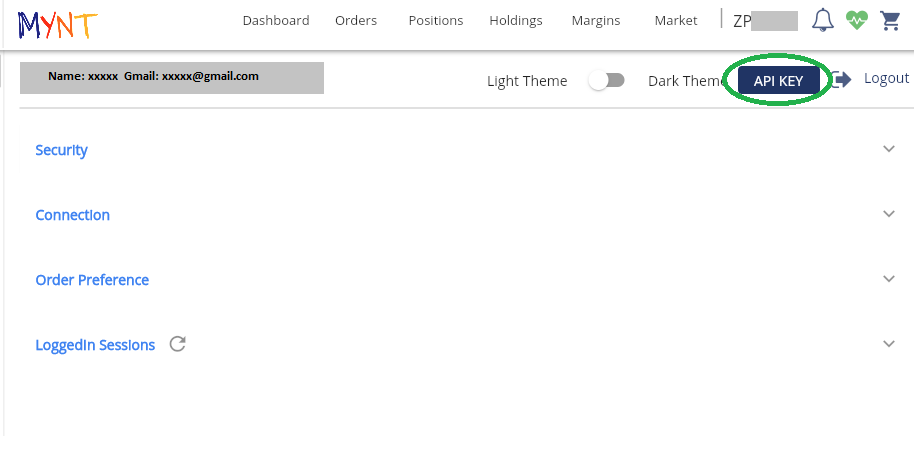 MYNT Dashboard Orders Positions Holdings Margins Market ZP
Name: xxxxx Gmail: xxxxx@gmail.com Light Theme Dark Theme API KEY Logout
Security
Connection
Order Preference
LoggedIn Sessions